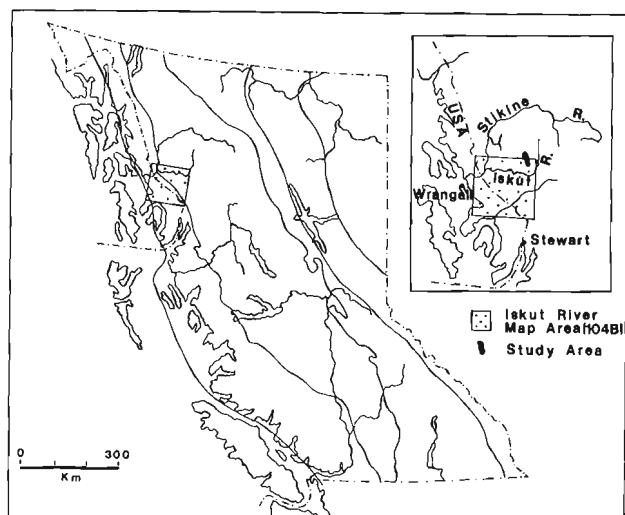 USA
Stikine
R.
R.
Iskut
Wrangell
Stewart
Iskut River
Map Area(104B)
Study Area
0 300
Km